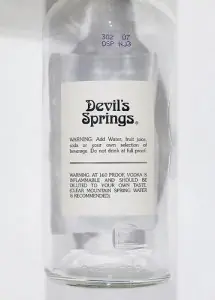 302 07
DSP
Devil's
Springs®
WARNING: Add Water, fruit juice,
soda or your own selection of
beverage. Do not drink at full proof.
WARNING: AT 160 PROOF, VODKA IS
INFLAMMABLE AND SHOULD BE
DILUTED TO YOUR OWN TASTE.
(CLEAR MOUNTAIN SPRING WATER
IS RECOMMENDED)